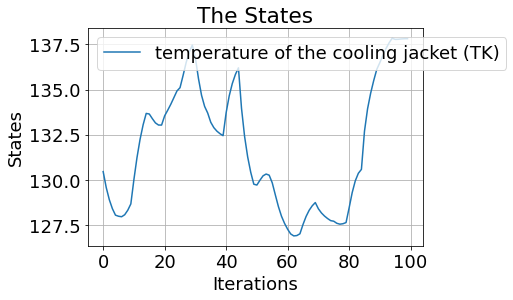 The States
temperature of the cooling jacket (TK)
137.5
135.0
132.5
130.0
127.5
States
0 20 40 60 80 100
Iterations